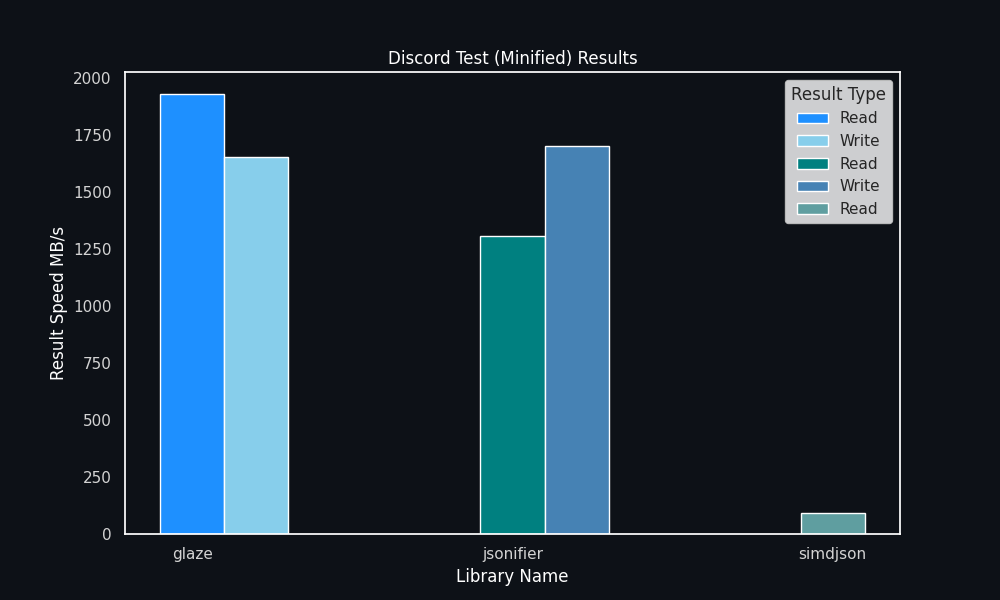 Discord Test (Minified) Results
2000
1750
1500
1250
1000
750
500
250
0
Result Speed MB/s
Result Type
Read
Write
Read
Write
Read
glaze
jsonifier
simdjson
Library Name